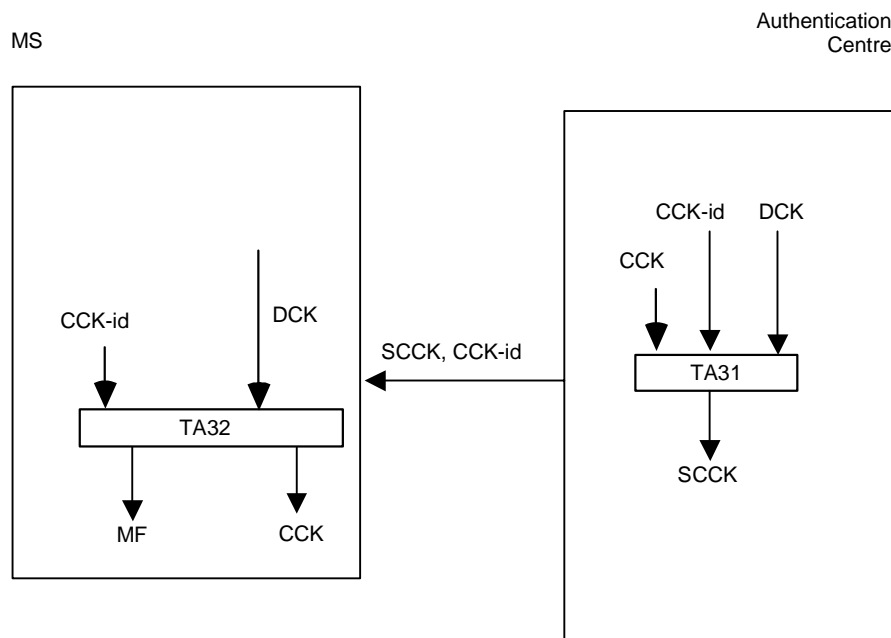 MS
Authentication
Centre
CCK-id
DCK
CCK
CCK-id
DCK
SCCK, CCK-id
TA31
TA32
SCCK
MF
CCK